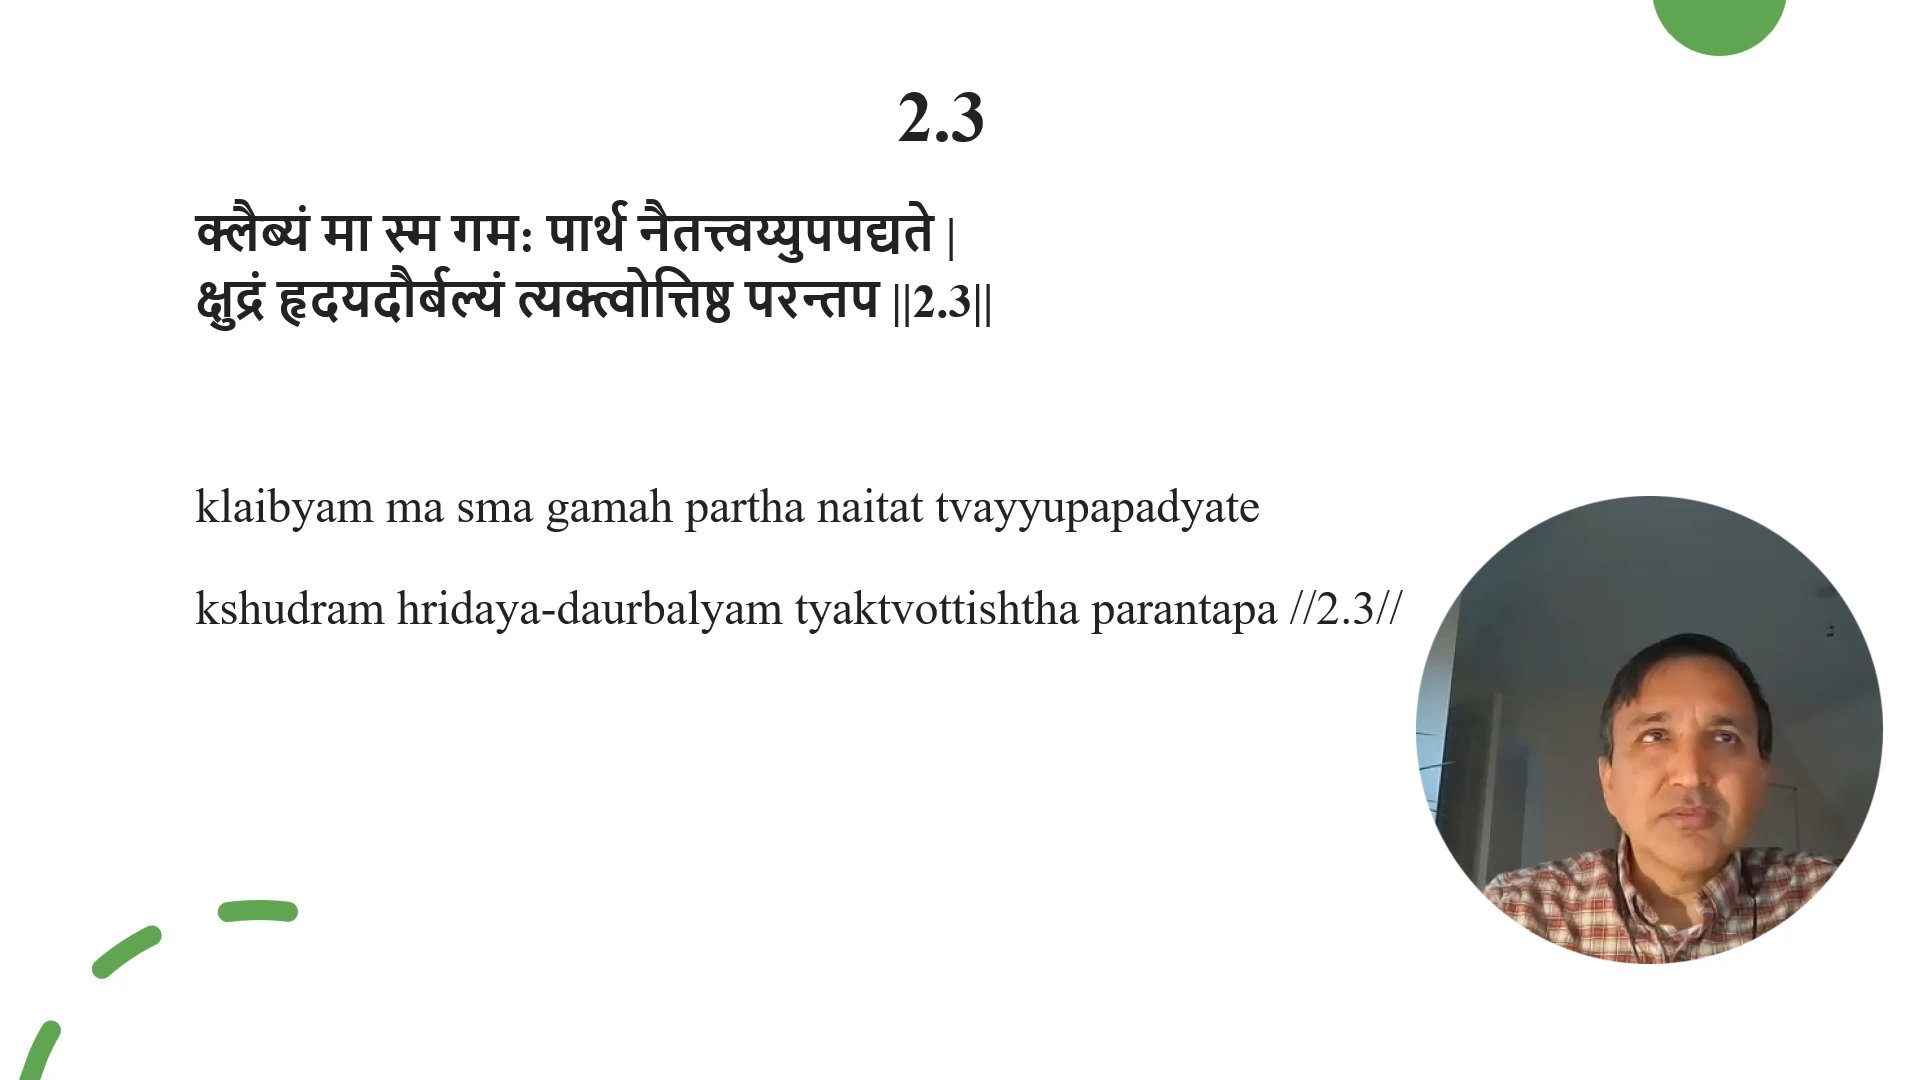 2.3
क्लैब्यं मा स्म गमः पार्थ नैतत्त्वय्युपपद्यते |
क्षुद्रं हृदयदौर्बल्यं त्यक्त्वोत्तिष्ठ परन्तप ||2.3||
klaibyam ma sma gamah partha naitat tvayyupapadyate
kshudram hridaya-daurbalyam tyaktvottishtha parantapa //2.3//